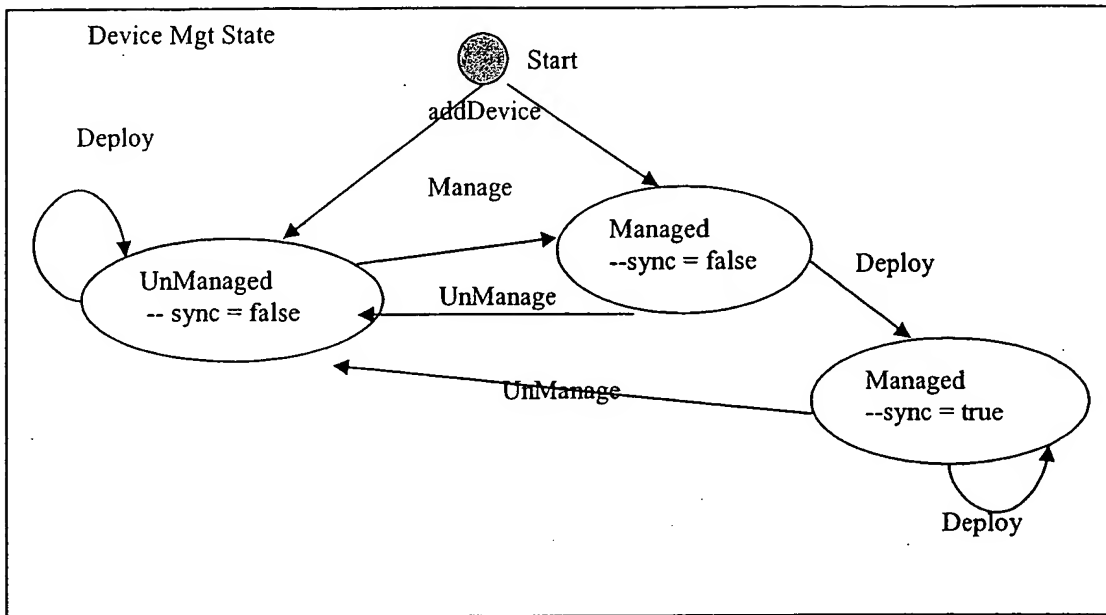 Device Mgt State
Start
addDevice
Deploy
Manage
Managed
--sync = false
Deploy
UnManaged
-- sync = false
UnManage
Managed
--sync = true
UnManage
Deploy